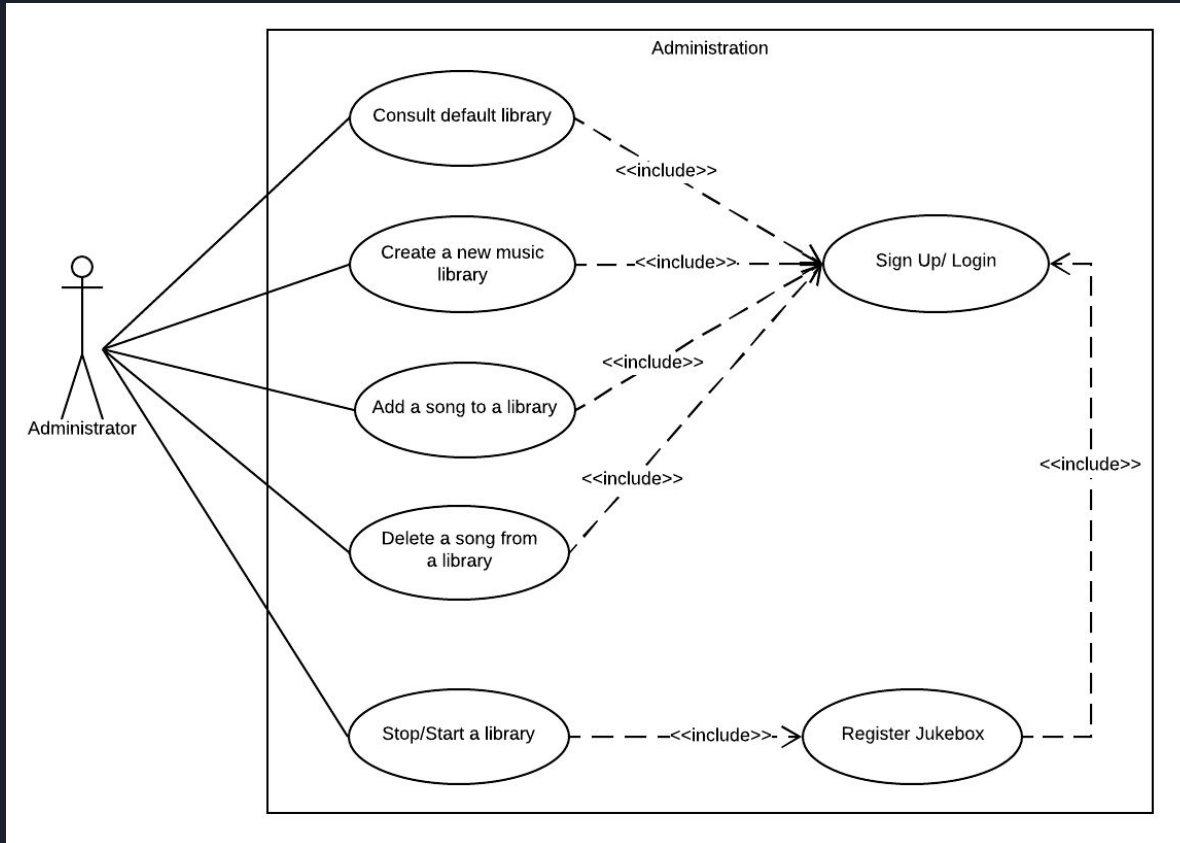 Administration
Consult default library
<<include>>
Create a new music
library
<<include>>
Sign Up/ Login
<<include>>
Add a song to a library
Administrator
<<include>>
<<include>>
Delete a song from
a library
Stop/Start a library
<<include>>
Register Jukebox